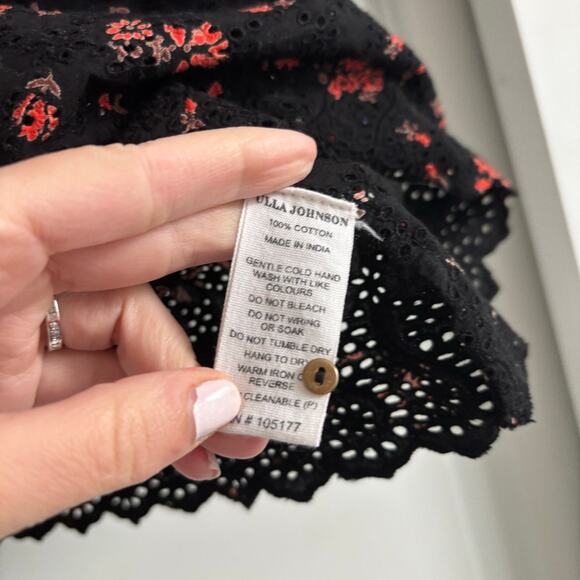 ULLA JOHNSON
100% COTTON
MADE IN INDIA
GENTLE COLD HAND
WASH WITH LIKE
COLOURS
DO NOT BLEACH
DO NOT WRING
OR SOAK
DO NOT TUMBLE DRY
HANG TO DRY
WARM IRON
REVERSE
CLEANABLE (P)
N # 105177